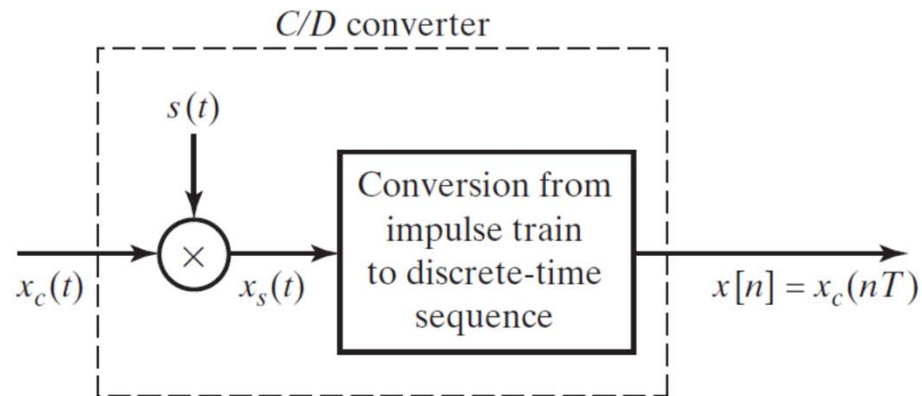 C/D converter
s(t)
×
Conversion from
impulse train
to discrete-time
sequence
x_c(t)
x_s(t)
x[n] = x_c(nT)